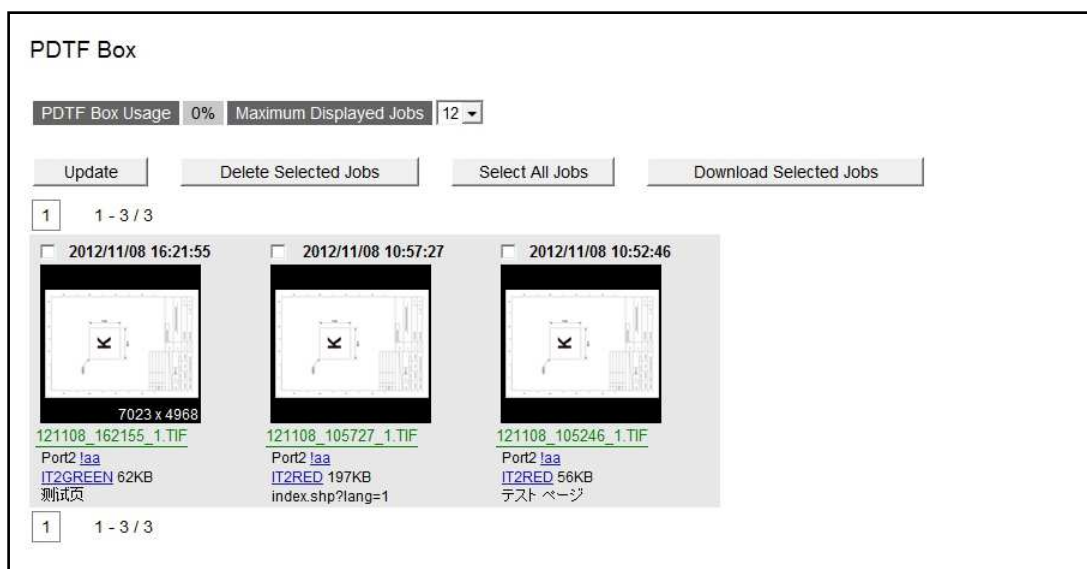 PDTF Box
PDTF Box Usage 0% Maximum Displayed Jobs 12
Update Delete Selected Jobs Select All Jobs Download Selected Jobs
1 1 - 3 / 3
2012/11/08 16:21:55 2012/11/08 10:57:27 2012/11/08 10:52:46
K K K
7023 x 4968
121108_162155_1.TIF 121108_105727_1.TIF 121108_105246_1.TIF
Port2 !aa Port2 !aa Port2 !aa
IT2GREEN 62KB IT2RED 197KB IT2RED 56KB
测试页 index.shp?lang=1 テスト ページ
1 1 - 3 / 3